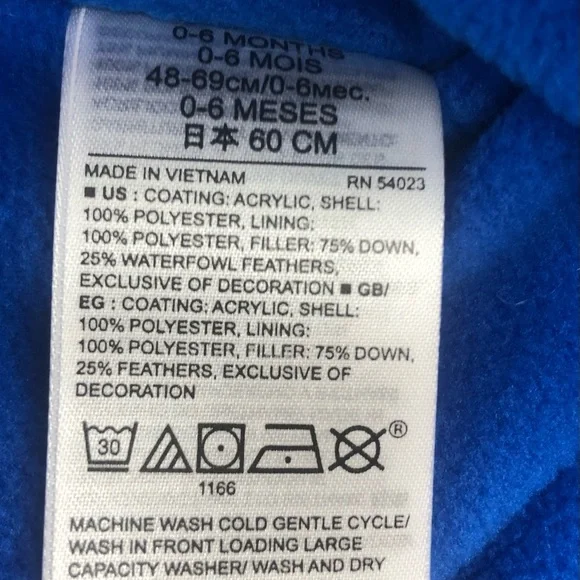 0-6 MONTHS
0-6 MOIS
48-69CM/0-6мес.
0-6 MESES
日本 60 CM
MADE IN VIETNAM RN 54023
■ US : COATING: ACRYLIC, SHELL:
100% POLYESTER, LINING:
100% POLYESTER, FILLER: 75% DOWN,
25% WATERFOWL FEATHERS,
EXCLUSIVE OF DECORATION ■ GB/
EG : COATING: ACRYLIC, SHELL:
100% POLYESTER, LINING:
100% POLYESTER, FILLER: 75% DOWN,
25% FEATHERS, EXCLUSIVE OF
DECORATION
30 ®
1166
MACHINE WASH COLD GENTLE CYCLE/
WASH IN FRONT LOADING LARGE
CAPACITY WASHER/ WASH AND DRY